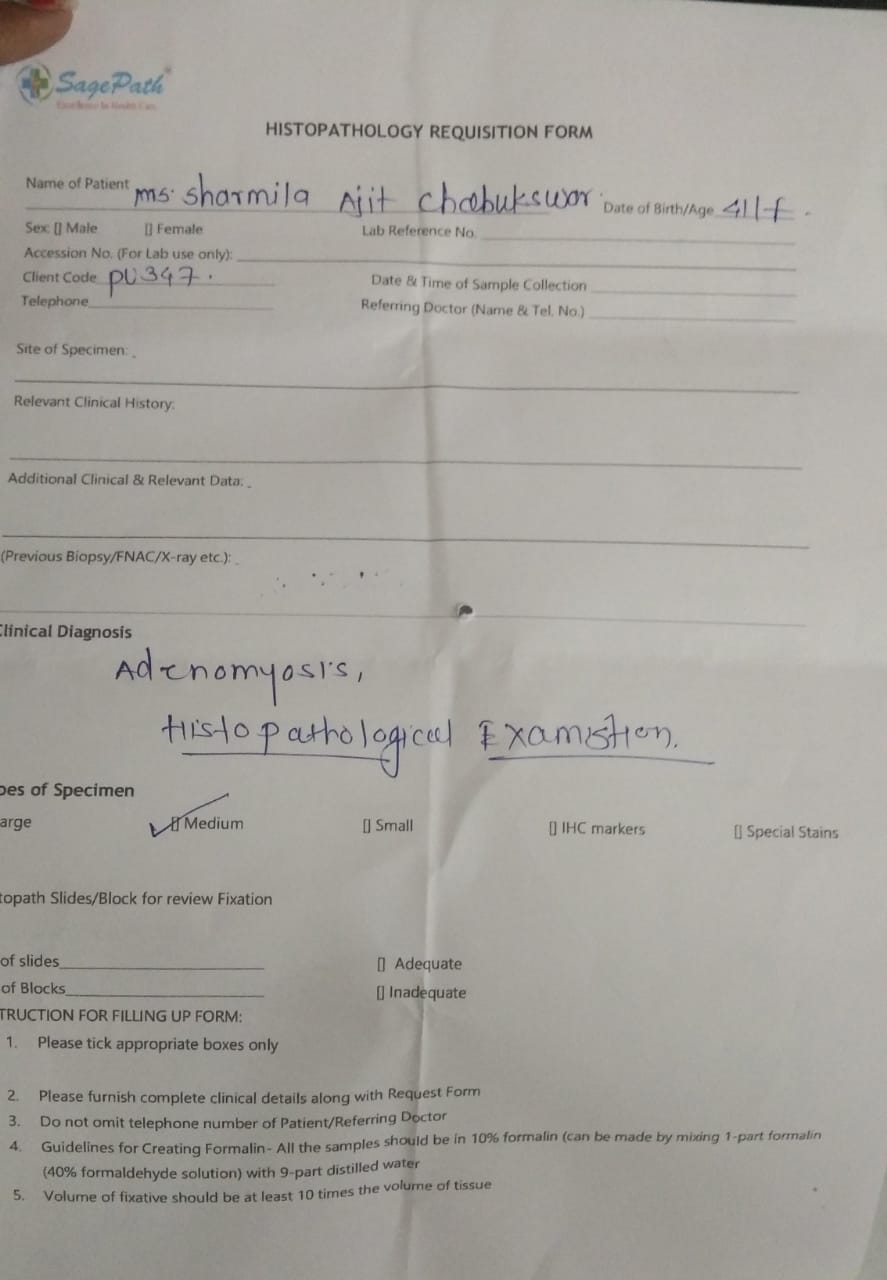 SagePath
Excellence In Health Care
HISTOPATHOLOGY REQUISITION FORM
Name of Patient ms. sharmila Ajit Chabukswar. Date of Birth/Age 41/f.
Sex: [] Male [] Female Lab Reference No.
Accession No. (For Lab use only):
Client Code PU347. Date & Time of Sample Collection
Telephone Referring Doctor (Name & Tel. No.)
Site of Specimen:
Relevant Clinical History:
Additional Clinical & Relevant Data:
(Previous Biopsy/FNAC/X-ray etc.):
Clinical Diagnosis
Adenomyosis,
Histopathological Examistion.
pes of Specimen
arge [] Medium [] Small [] IHC markers [] Special Stains
topath Slides/Block for review Fixation
of slides [] Adequate
of Blocks [] Inadequate
TRUCTION FOR FILLING UP FORM:
1. Please tick appropriate boxes only
2. Please furnish complete clinical details along with Request Form
3. Do not omit telephone number of Patient/Referring Doctor
4. Guidelines for Creating Formalin- All the samples should be in 10% formalin (can be made by mixing 1-part formalin
(40% formaldehyde solution) with 9-part distilled water
5. Volume of fixative should be at least 10 times the volume of tissue